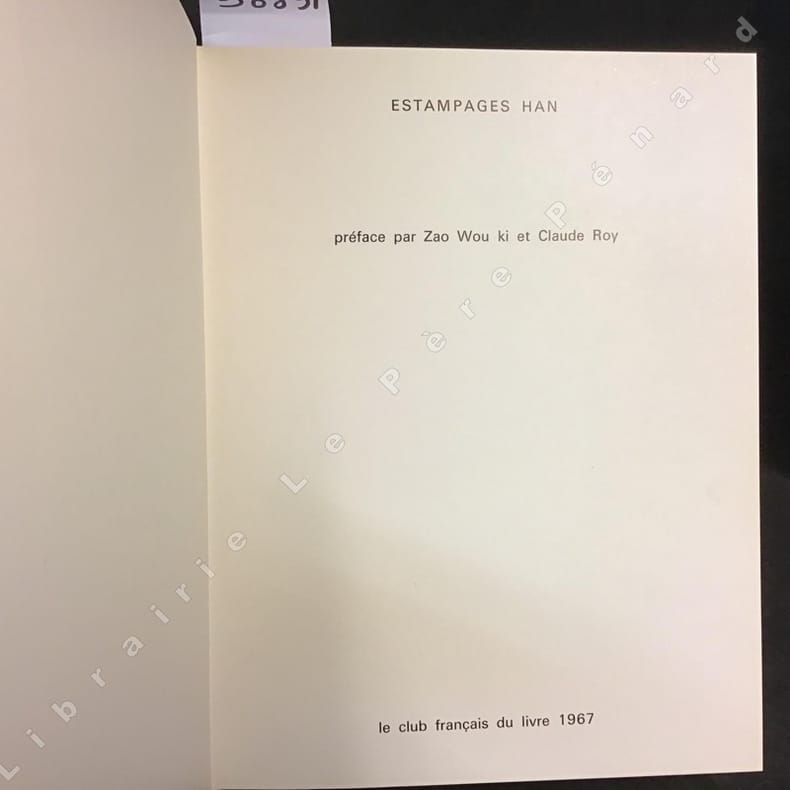 ESTAMPAGES HAN
préface par Zao Wou ki et Claude Roy
le club français du livre 1967
Librairie Le Père Pénard